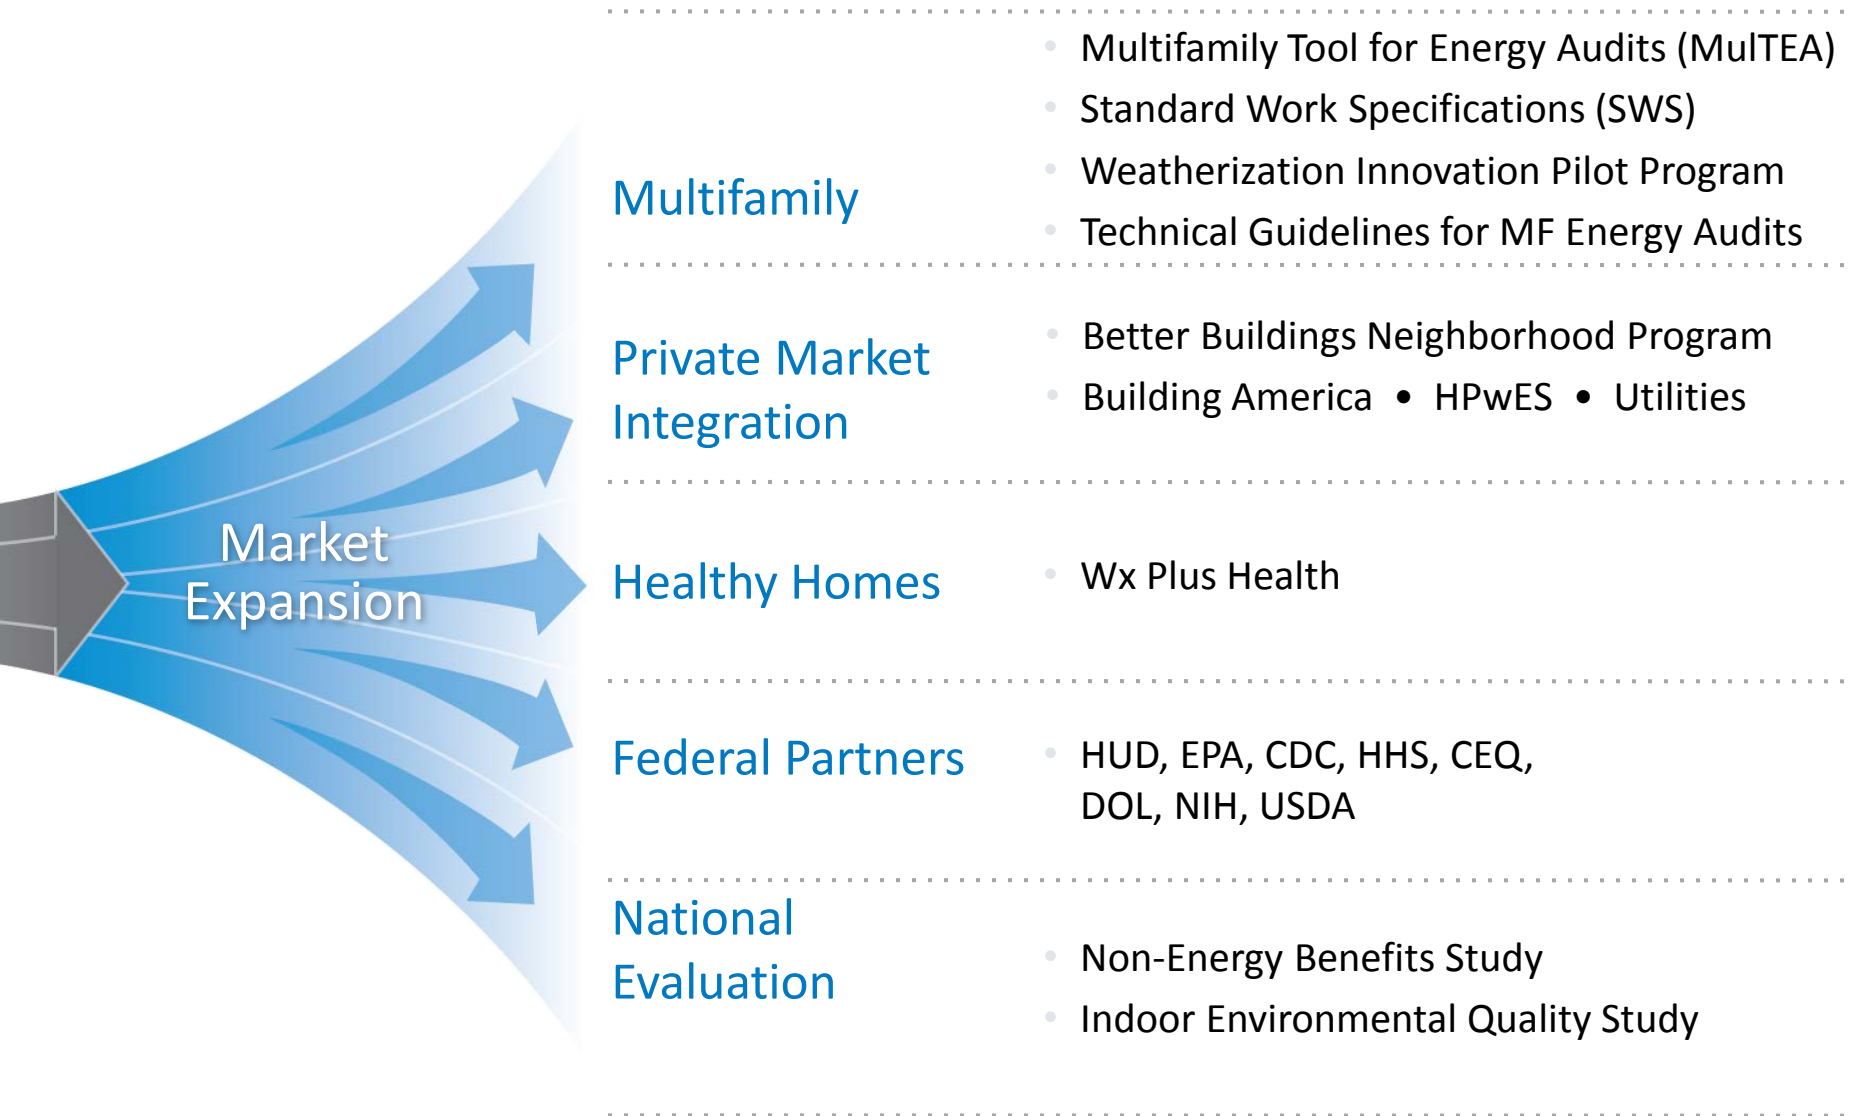 Market
Expansion
Multifamily
• Multifamily Tool for Energy Audits (MulTEA)
• Standard Work Specifications (SWS)
• Weatherization Innovation Pilot Program
• Technical Guidelines for MF Energy Audits
Private Market
Integration
• Better Buildings Neighborhood Program
• Building America • HPwES • Utilities
Healthy Homes
• Wx Plus Health
Federal Partners
• HUD, EPA, CDC, HHS, CEQ,
DOL, NIH, USDA
National
Evaluation
• Non-Energy Benefits Study
• Indoor Environmental Quality Study